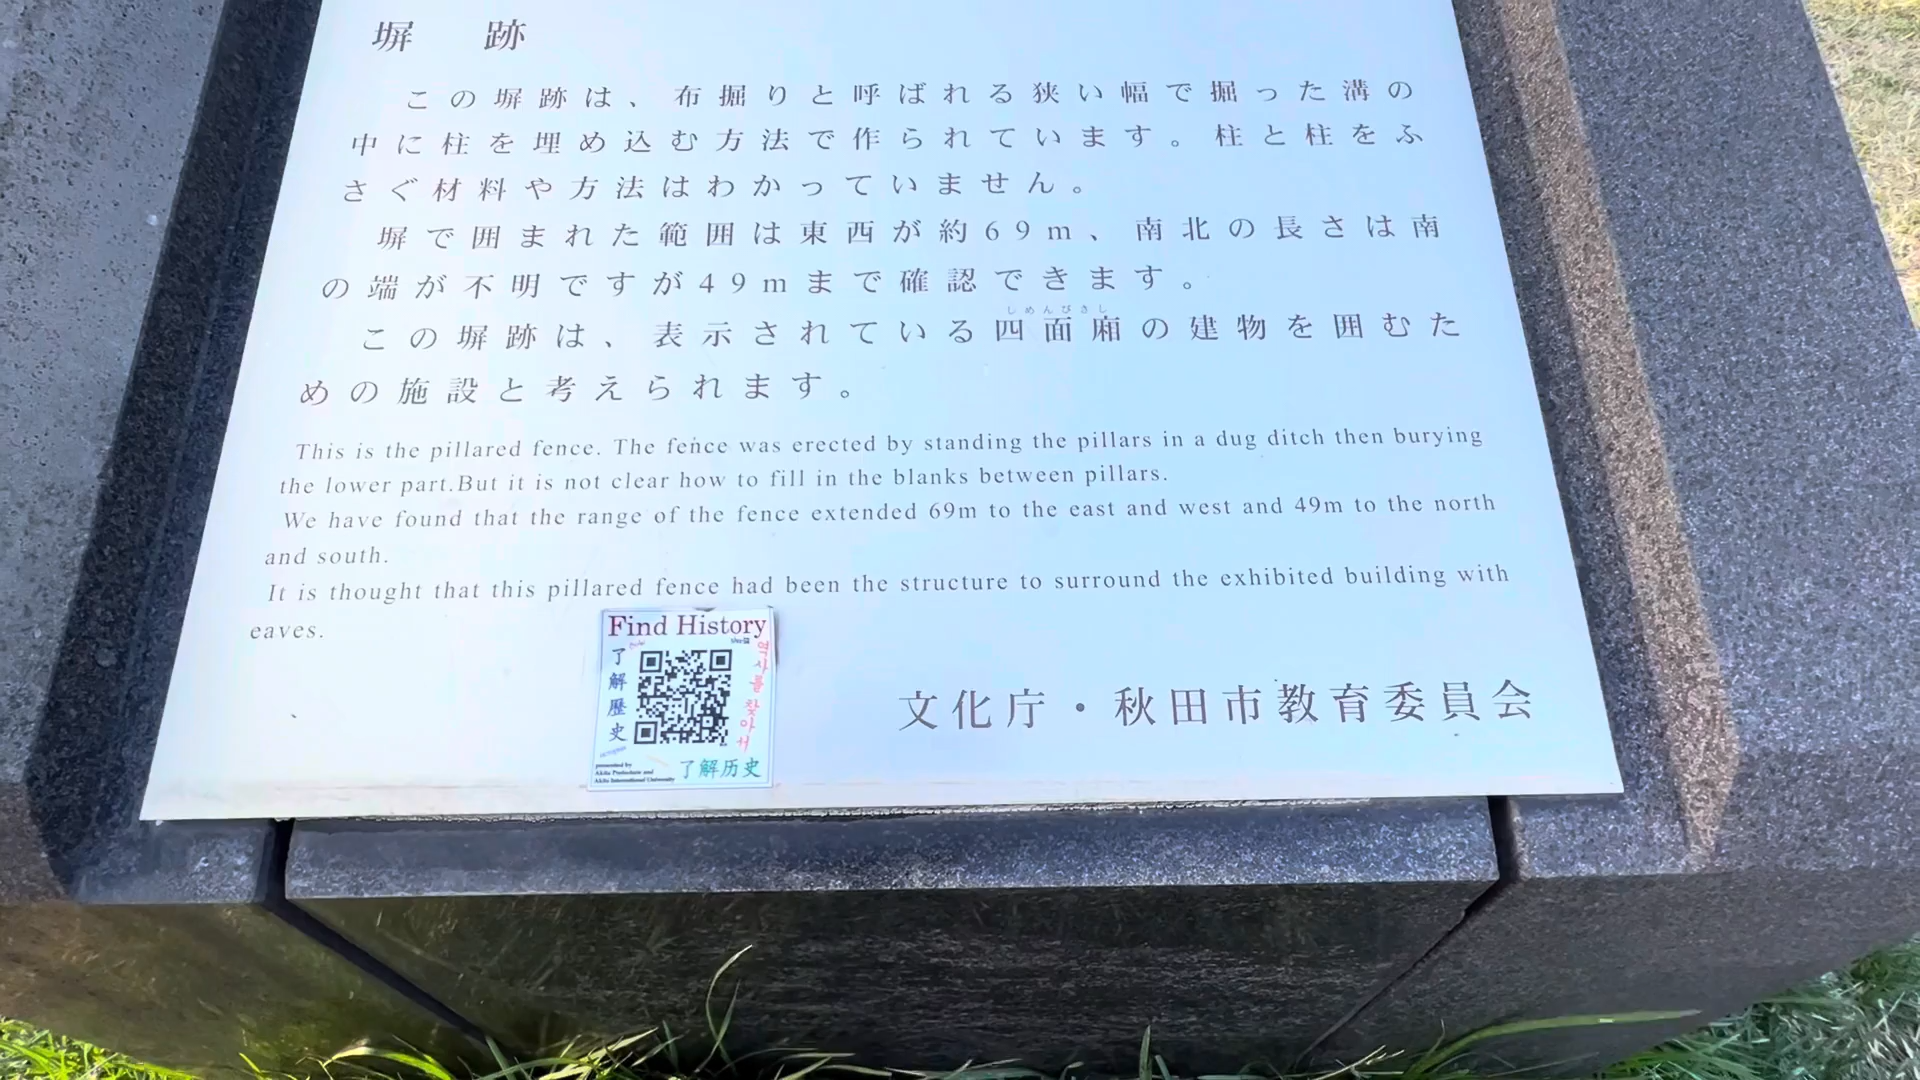 塀 跡
この塀跡は、布掘りと呼ばれる狭い幅で掘った溝の
中に柱を埋め込む方法で作られています。柱と柱をふ
さぐ材料や方法はわかっていません。
塀で囲まれた範囲は東西が約69m、南北の長さは南
の端が不明ですが49mまで確認できます。
しめんびさし
この塀跡は、表示されている四面廂の建物を囲むた
めの施設と考えられます。
This is the pillared fence. The fence was erected by standing the pillars in a dug ditch then burying
the lower part.But it is not clear how to fill in the blanks between pillars.
We have found that the range of the fence extended 69m to the east and west and 49m to the north
and south.
It is thought that this pillared fence had been the structure to surround the exhibited building with
eaves.
Find History
了解歷史
역사를 찾아서
了解历史
presented by
Akita Prefecture and
Akita International University
文化庁・秋田市教育委員会